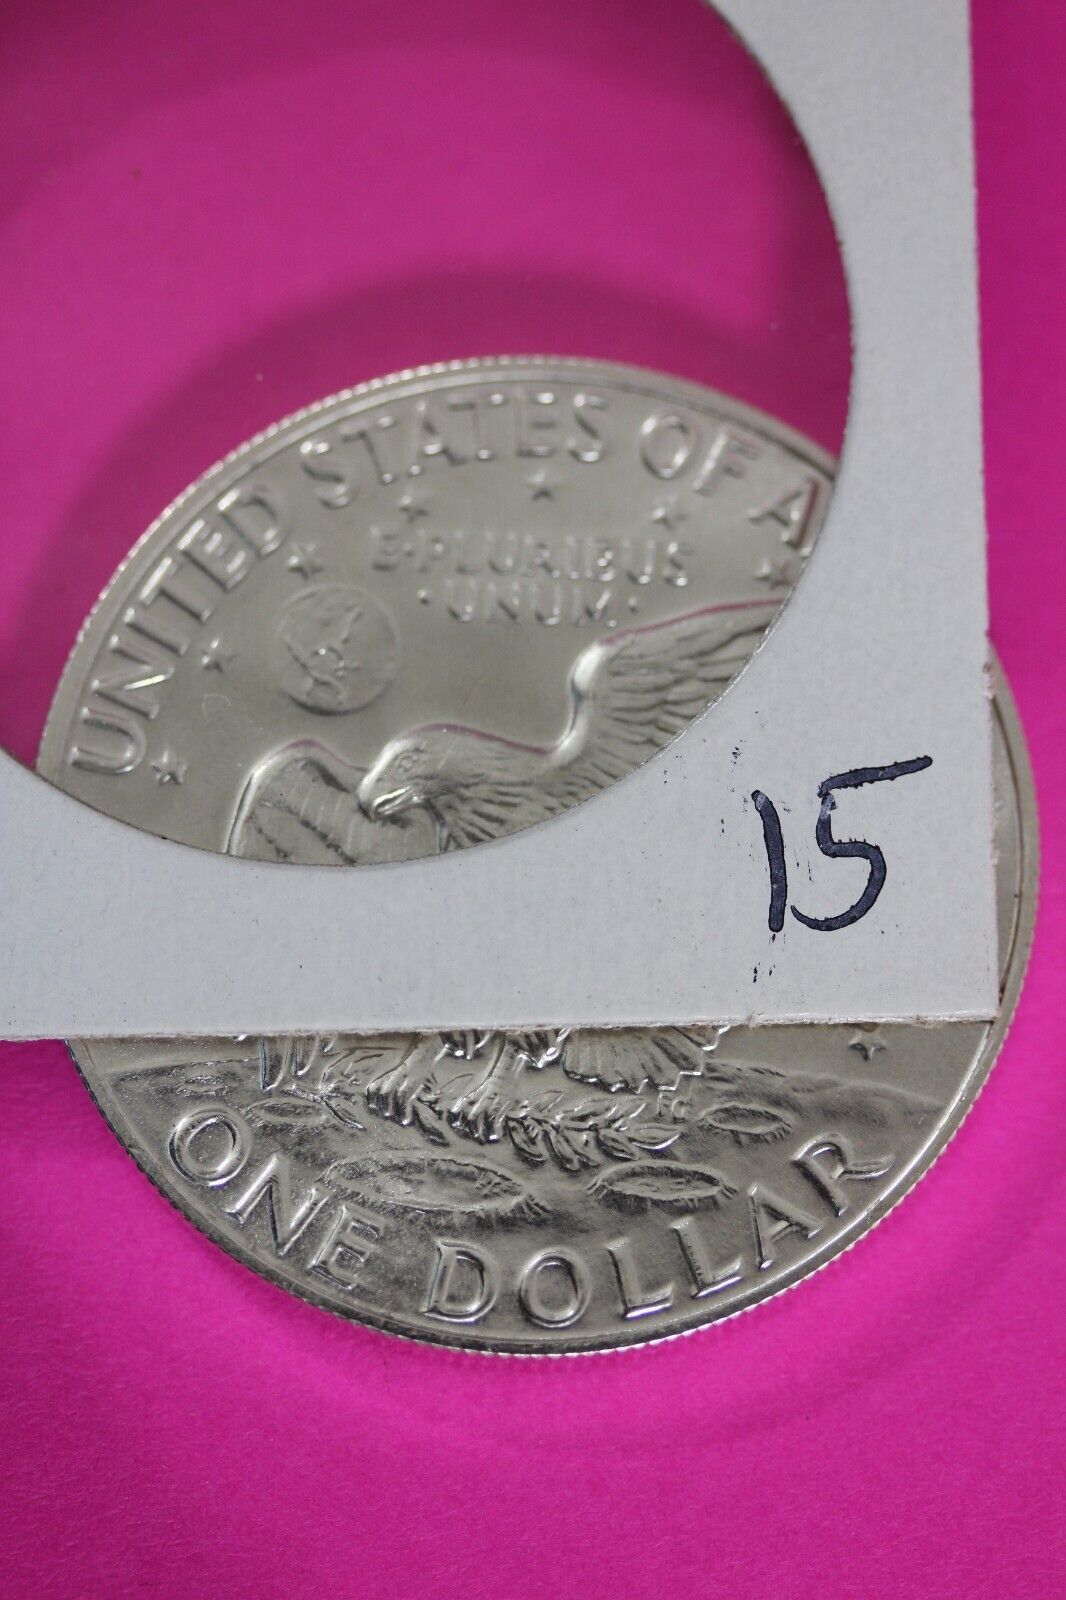 UNITED STATES OF A
E·PLURIBUS
·UNUM·
15
ONE DOLLAR